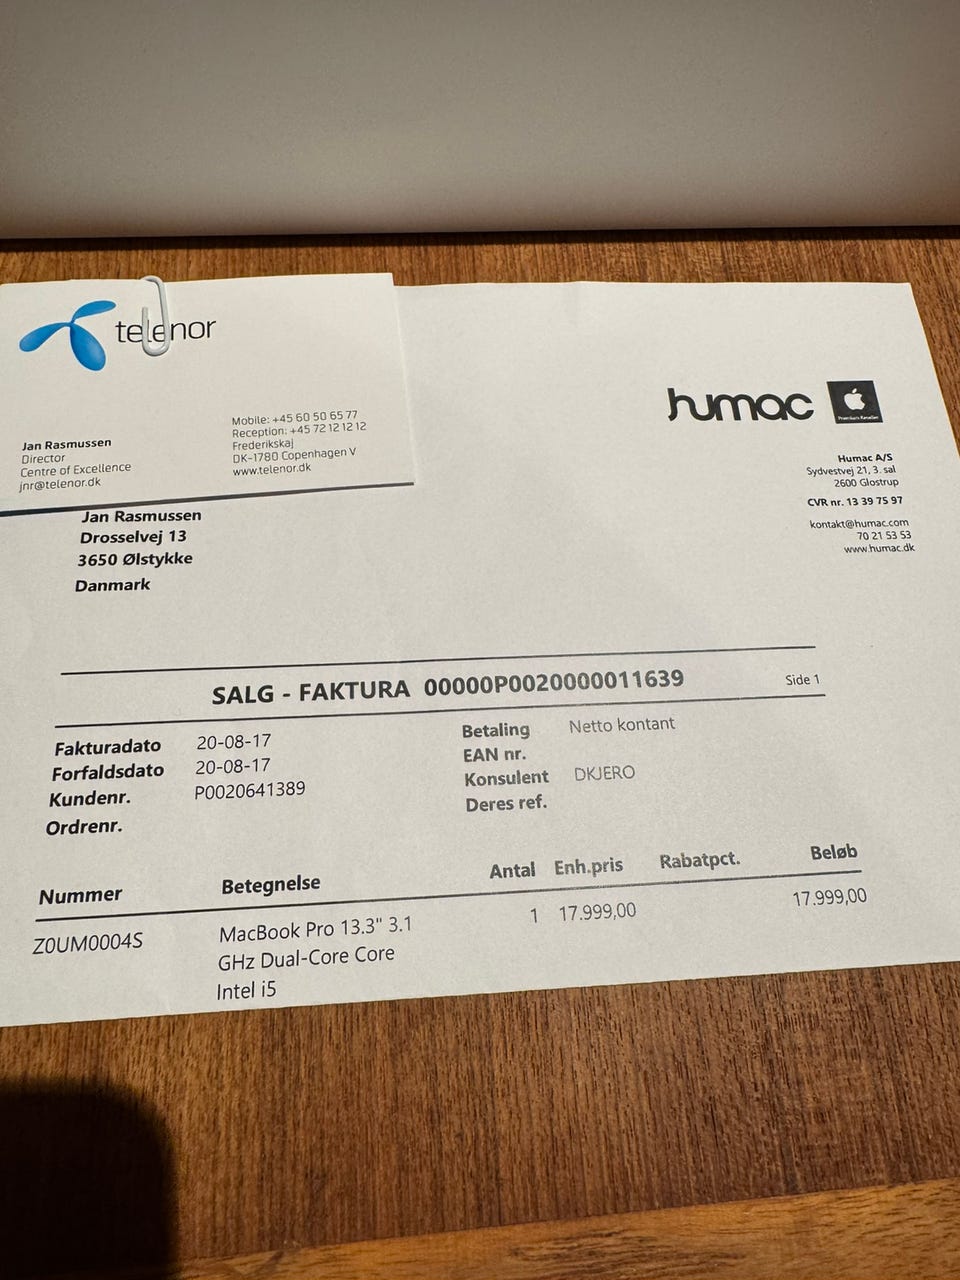 telenor
Jan Rasmussen
Director
Centre of Excellence
jnr@telenor.dk
Mobile: +45 60 50 65 77
Reception: +45 72 12 12 12
Frederikskaj
DK-1780 Copenhagen V
www.telenor.dk
humac
Premium Reseller
Humac A/S
Sydvestvej 21, 3. sal
2600 Glostrup
CVR nr. 13 39 75 97
kontakt@humac.com
70 21 53 53
www.humac.dk
Jan Rasmussen
Drosselvej 13
3650 Ølstykke
Danmark
SALG - FAKTURA 00000P0020000011639 Side 1
Fakturadato 20-08-17 Betaling Netto kontant
Forfaldsdato 20-08-17 EAN nr.
Kundenr. P0020641389 Konsulent DKJERO
Ordrenr. Deres ref.
Nummer Betegnelse Antal Enh.pris Rabatpct. Beløb
Z0UM0004S MacBook Pro 13.3" 3.1 1 17.999,00 17.999,00
GHz Dual-Core Core
Intel i5